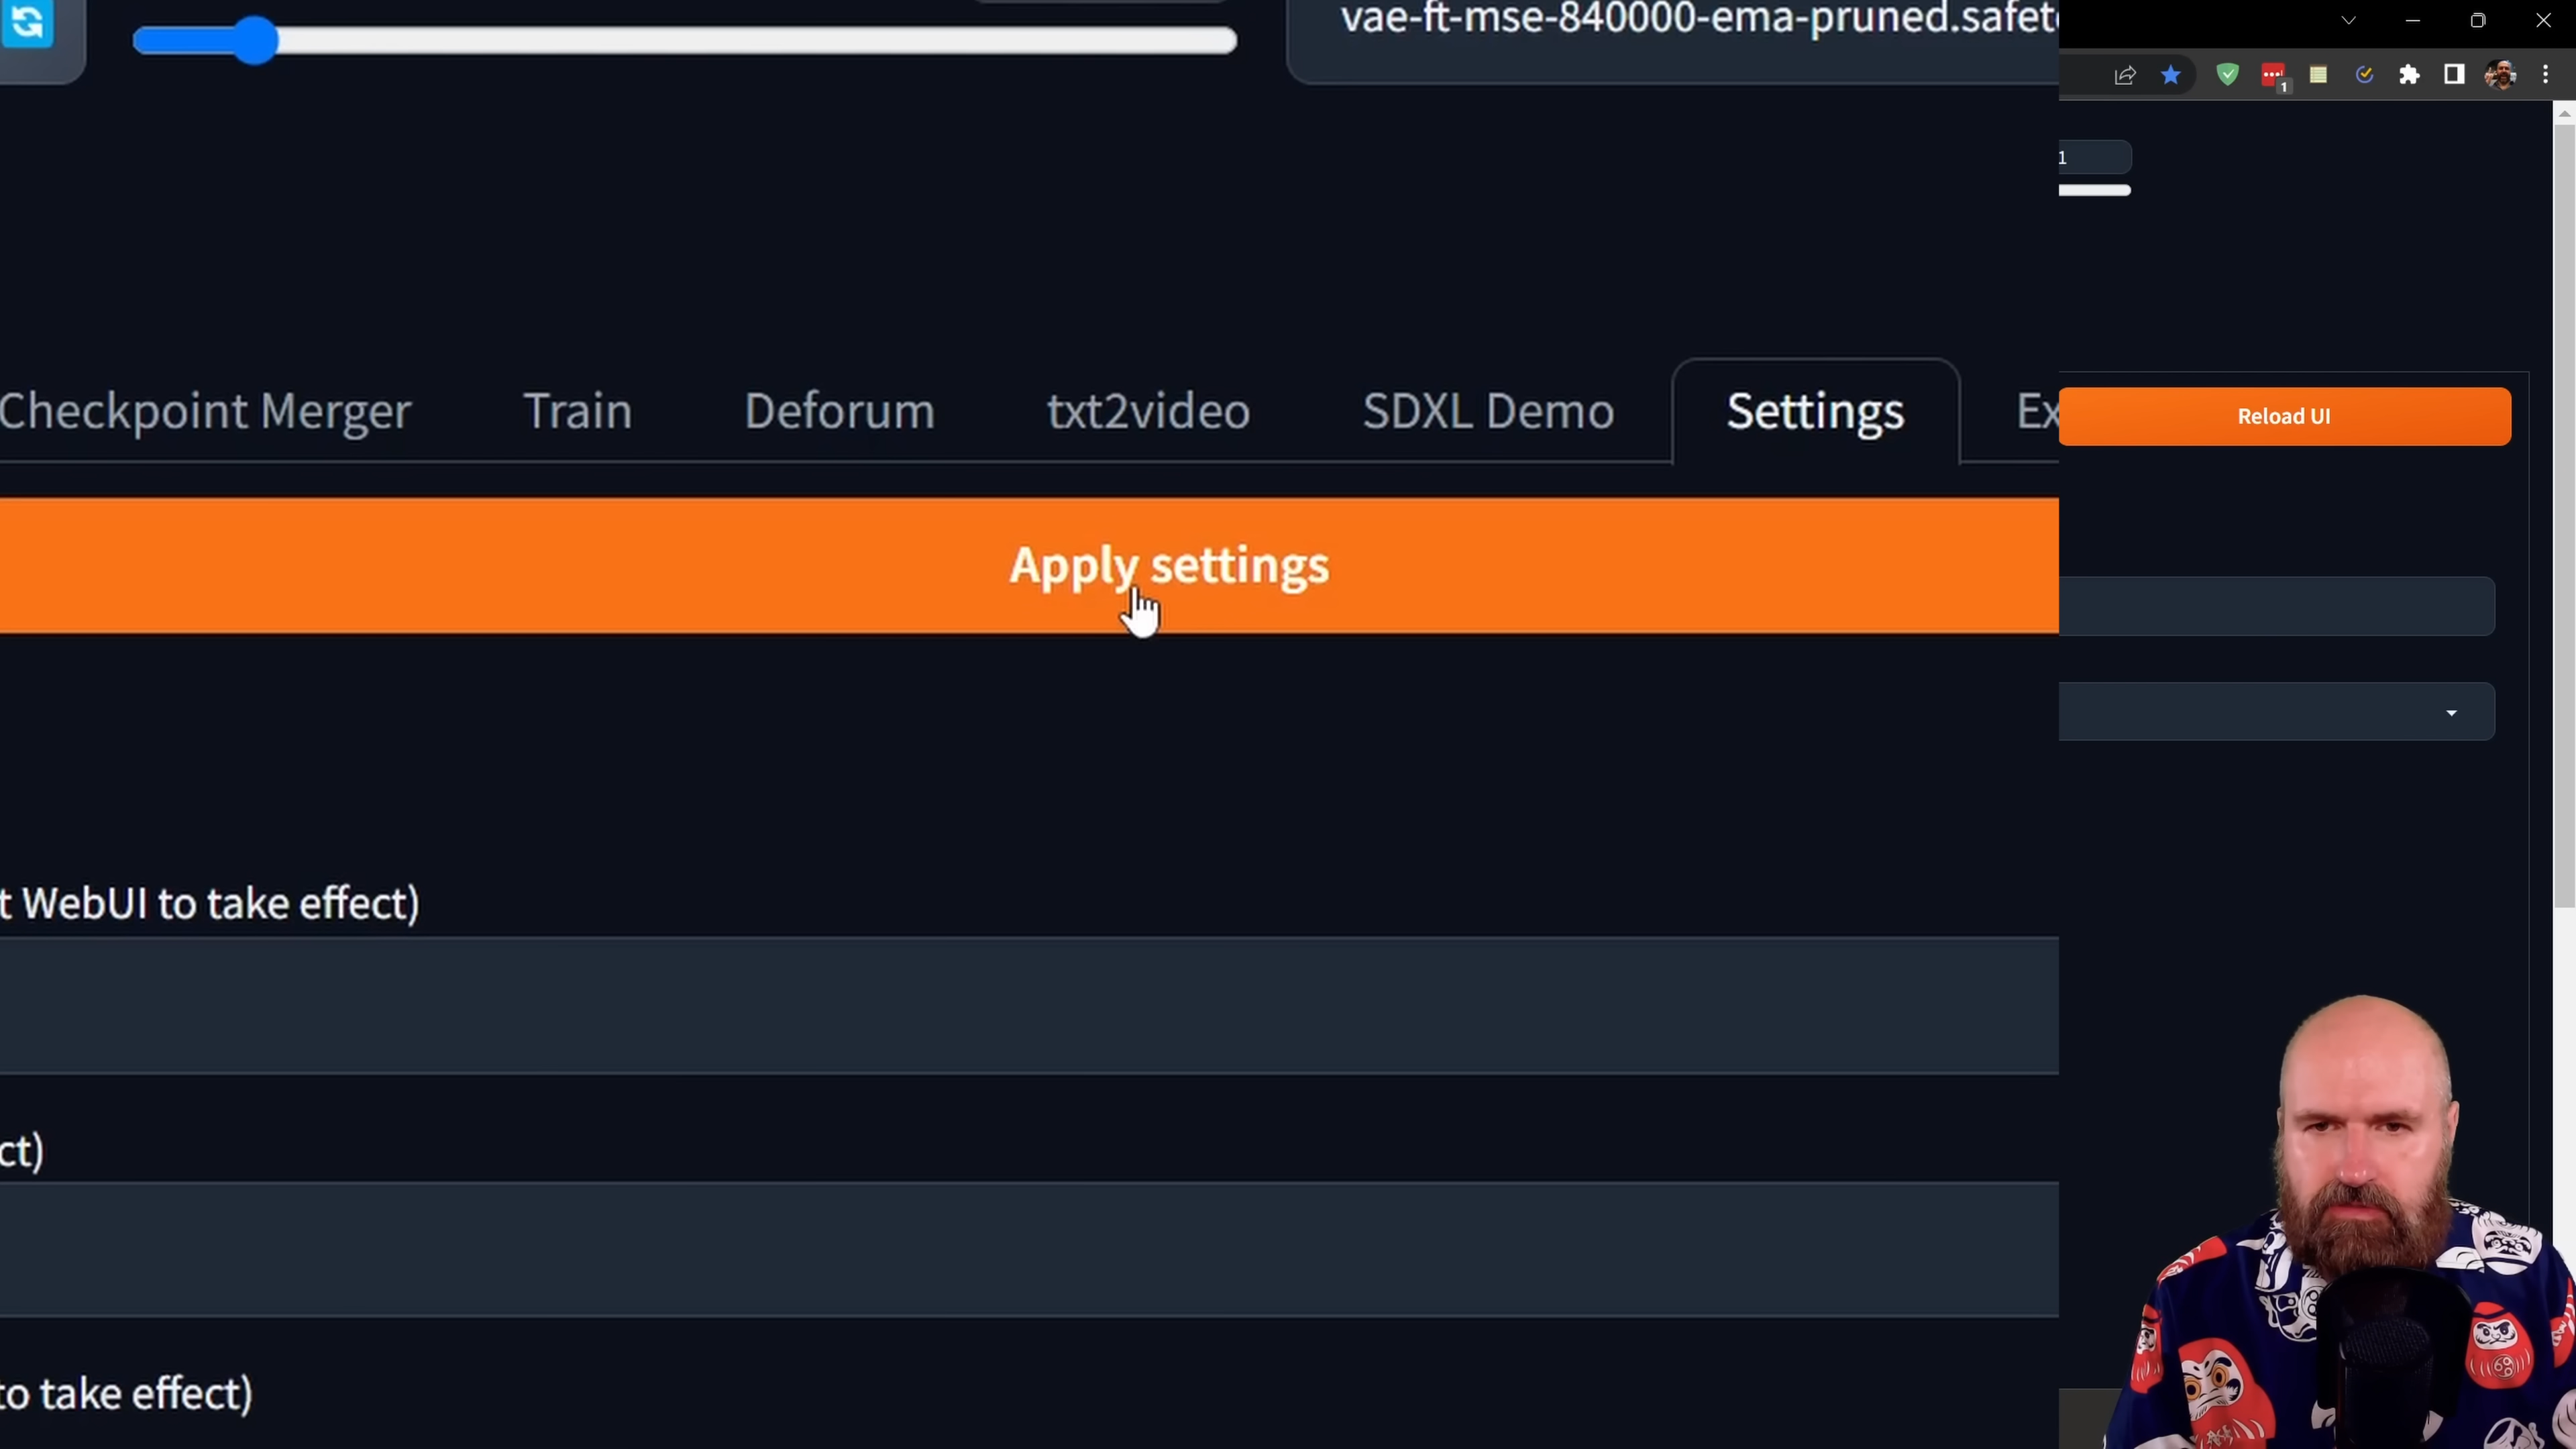 vae-ft-mse-840000-ema-pruned.safet
1
1
Checkpoint Merger
Train
Deforum
txt2video
SDXL Demo
Settings
Ex
Reload UI
Apply settings
t WebUI to take effect)
ct)
to take effect)